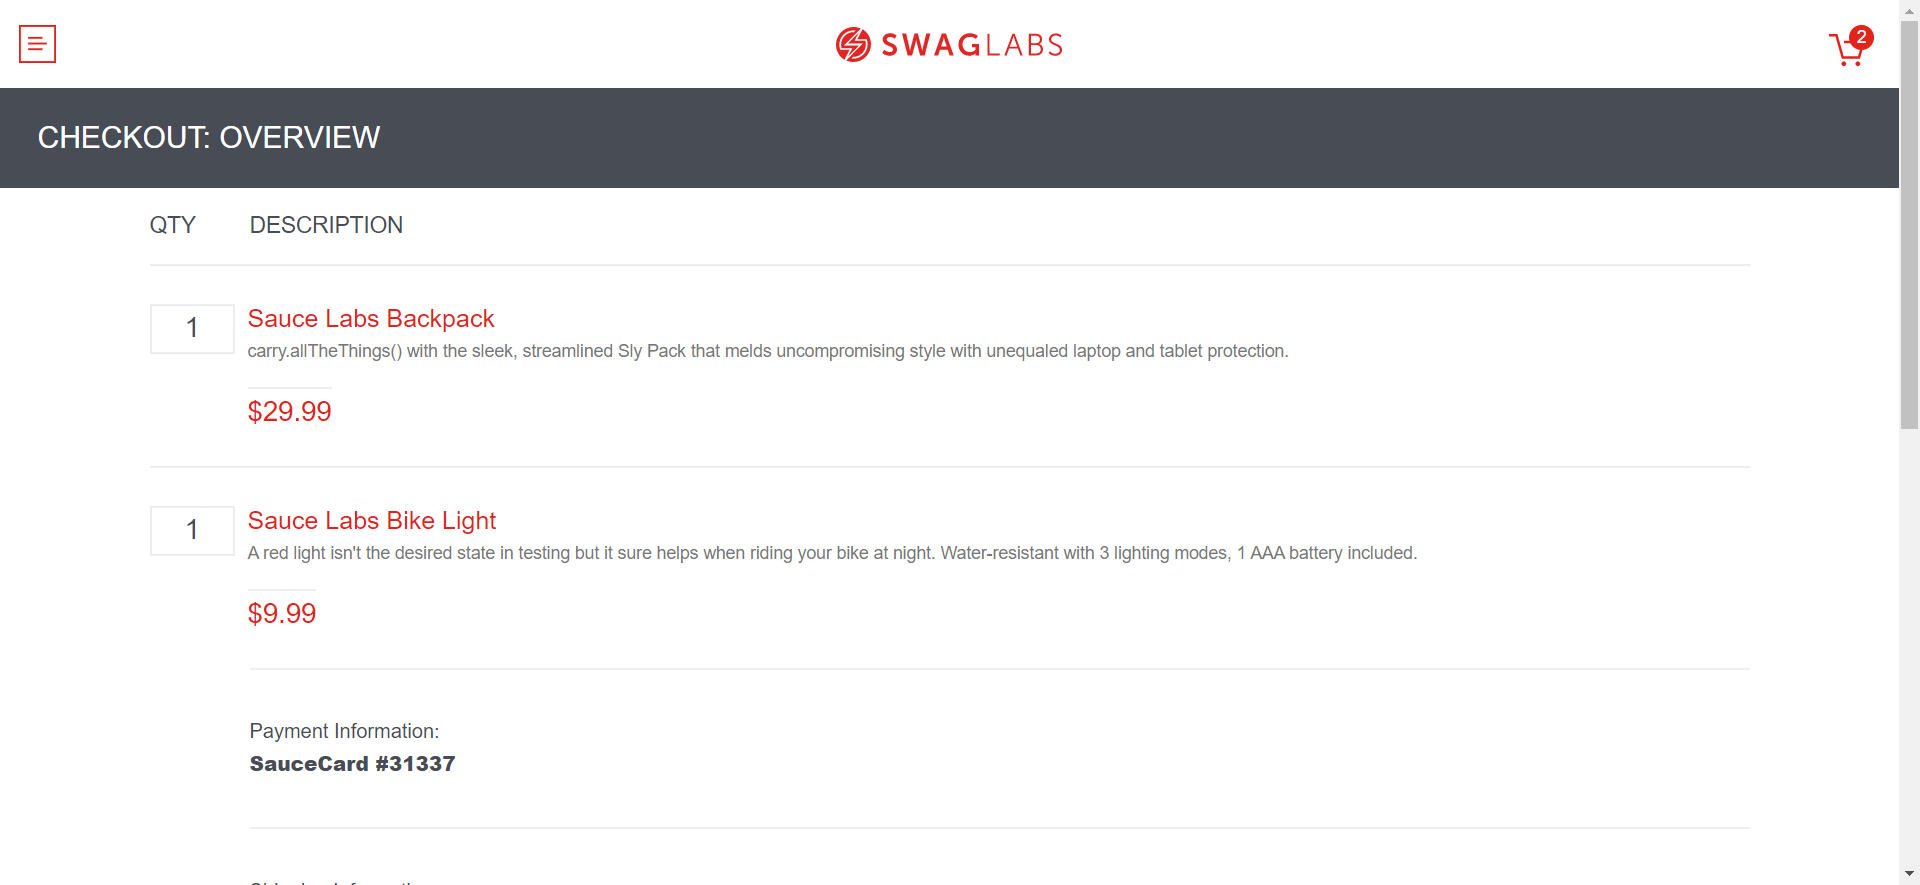 SWAGLABS
2
CHECKOUT: OVERVIEW
QTY DESCRIPTION
1
Sauce Labs Backpack
carry.allTheThings() with the sleek, streamlined Sly Pack that melds uncompromising style with unequaled laptop and tablet protection.
$29.99
1
Sauce Labs Bike Light
A red light isn't the desired state in testing but it sure helps when riding your bike at night. Water-resistant with 3 lighting modes, 1 AAA battery included.
$9.99
Payment Information:
SauceCard #31337